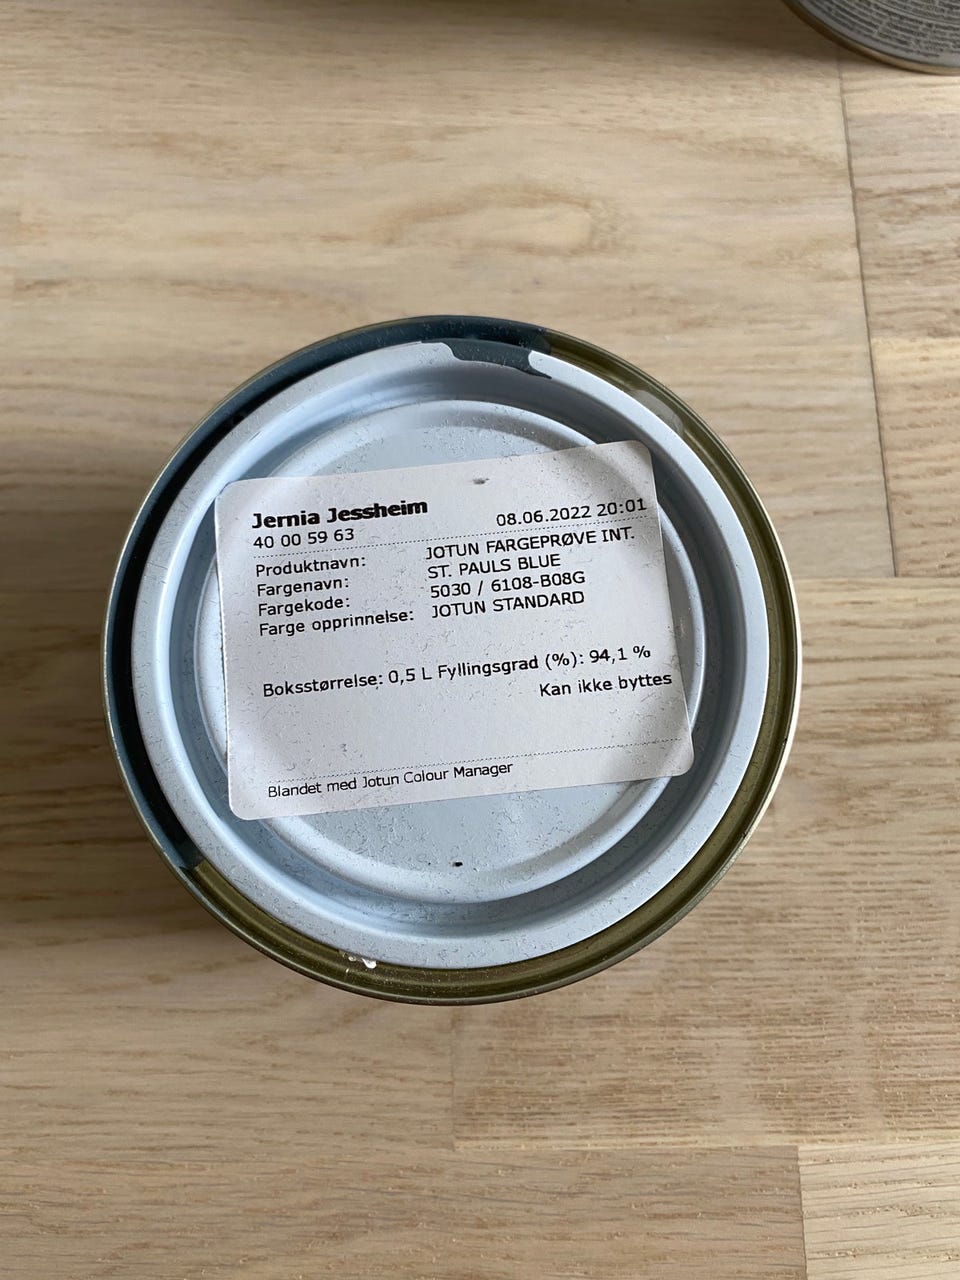 Jernia Jessheim
40 00 59 63 08.06.2022 20:01
Produktnavn: JOTUN FARGEPRØVE INT.
Fargenavn: ST. PAULS BLUE
Fargekode: 5030 / 6108-B08G
Farge opprinnelse: JOTUN STANDARD
Boksstørrelse: 0,5 L Fyllingsgrad (%): 94,1 %
Kan ikke byttes
Blandet med Jotun Colour Manager